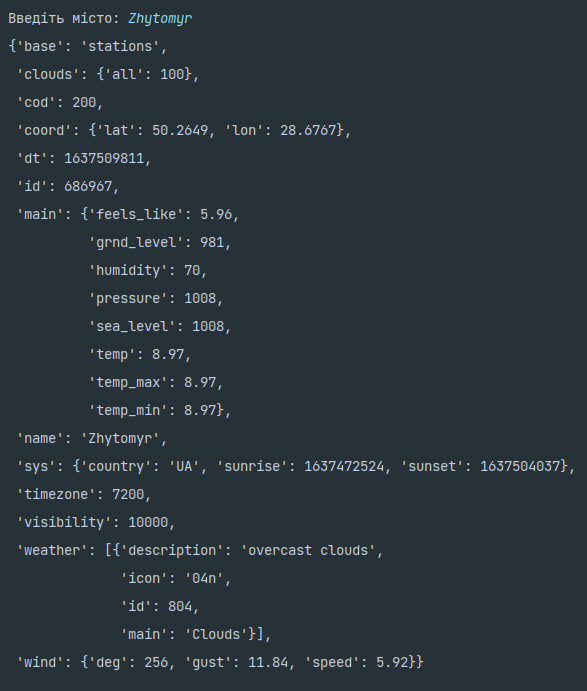 Введіть місто: Zhytomyr
{'base': 'stations',
 'clouds': {'all': 100},
 'cod': 200,
 'coord': {'lat': 50.2649, 'lon': 28.6767},
 'dt': 1637509811,
 'id': 686967,
 'main': {'feels_like': 5.96,
          'grnd_level': 981,
          'humidity': 70,
          'pressure': 1008,
          'sea_level': 1008,
          'temp': 8.97,
          'temp_max': 8.97,
          'temp_min': 8.97},
 'name': 'Zhytomyr',
 'sys': {'country': 'UA', 'sunrise': 1637472524, 'sunset': 1637504037},
 'timezone': 7200,
 'visibility': 10000,
 'weather': [{'description': 'overcast clouds',
              'icon': '04n',
              'id': 804,
              'main': 'Clouds'}],
 'wind': {'deg': 256, 'gust': 11.84, 'speed': 5.92}}